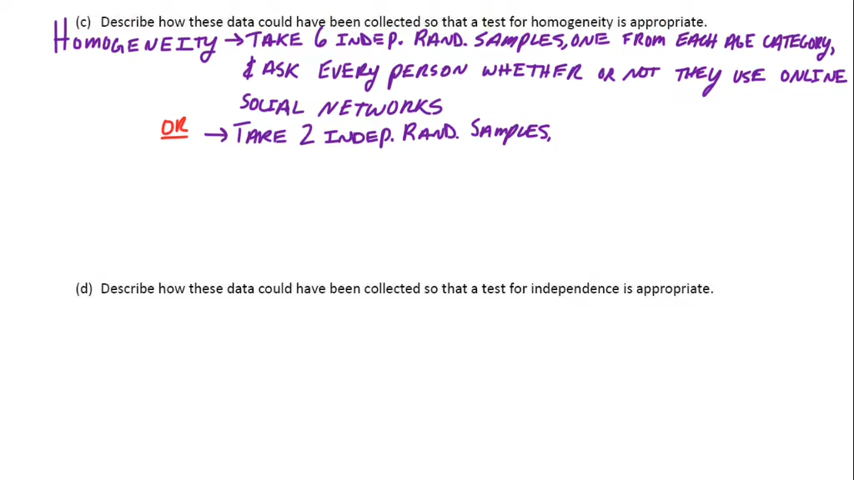 (c) Describe how these data could have been collected so that a test for homogeneity is appropriate.
HOMOGENEITY → TAKE 6 INDEP. RAND. SAMPLES, ONE FROM EACH AGE CATEGORY,
& ASK EVERY PERSON WHETHER OR NOT THEY USE ONLINE
SOCIAL NETWORKS
OR → TAKE 2 INDEP. RAND. SAMPLES,
(d) Describe how these data could have been collected so that a test for independence is appropriate.